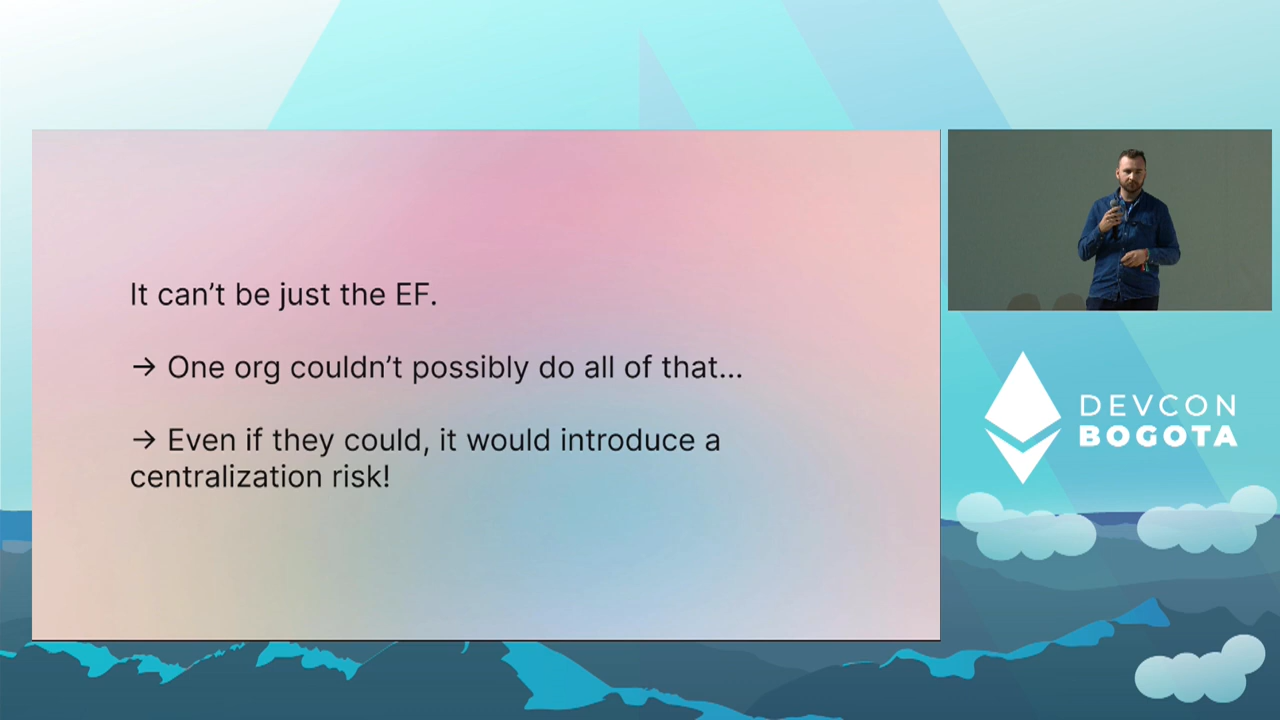 It can’t be just the EF.
→ One org couldn’t possibly do all of that...
→ Even if they could, it would introduce a
centralization risk!
DEVCON
BOGOTA